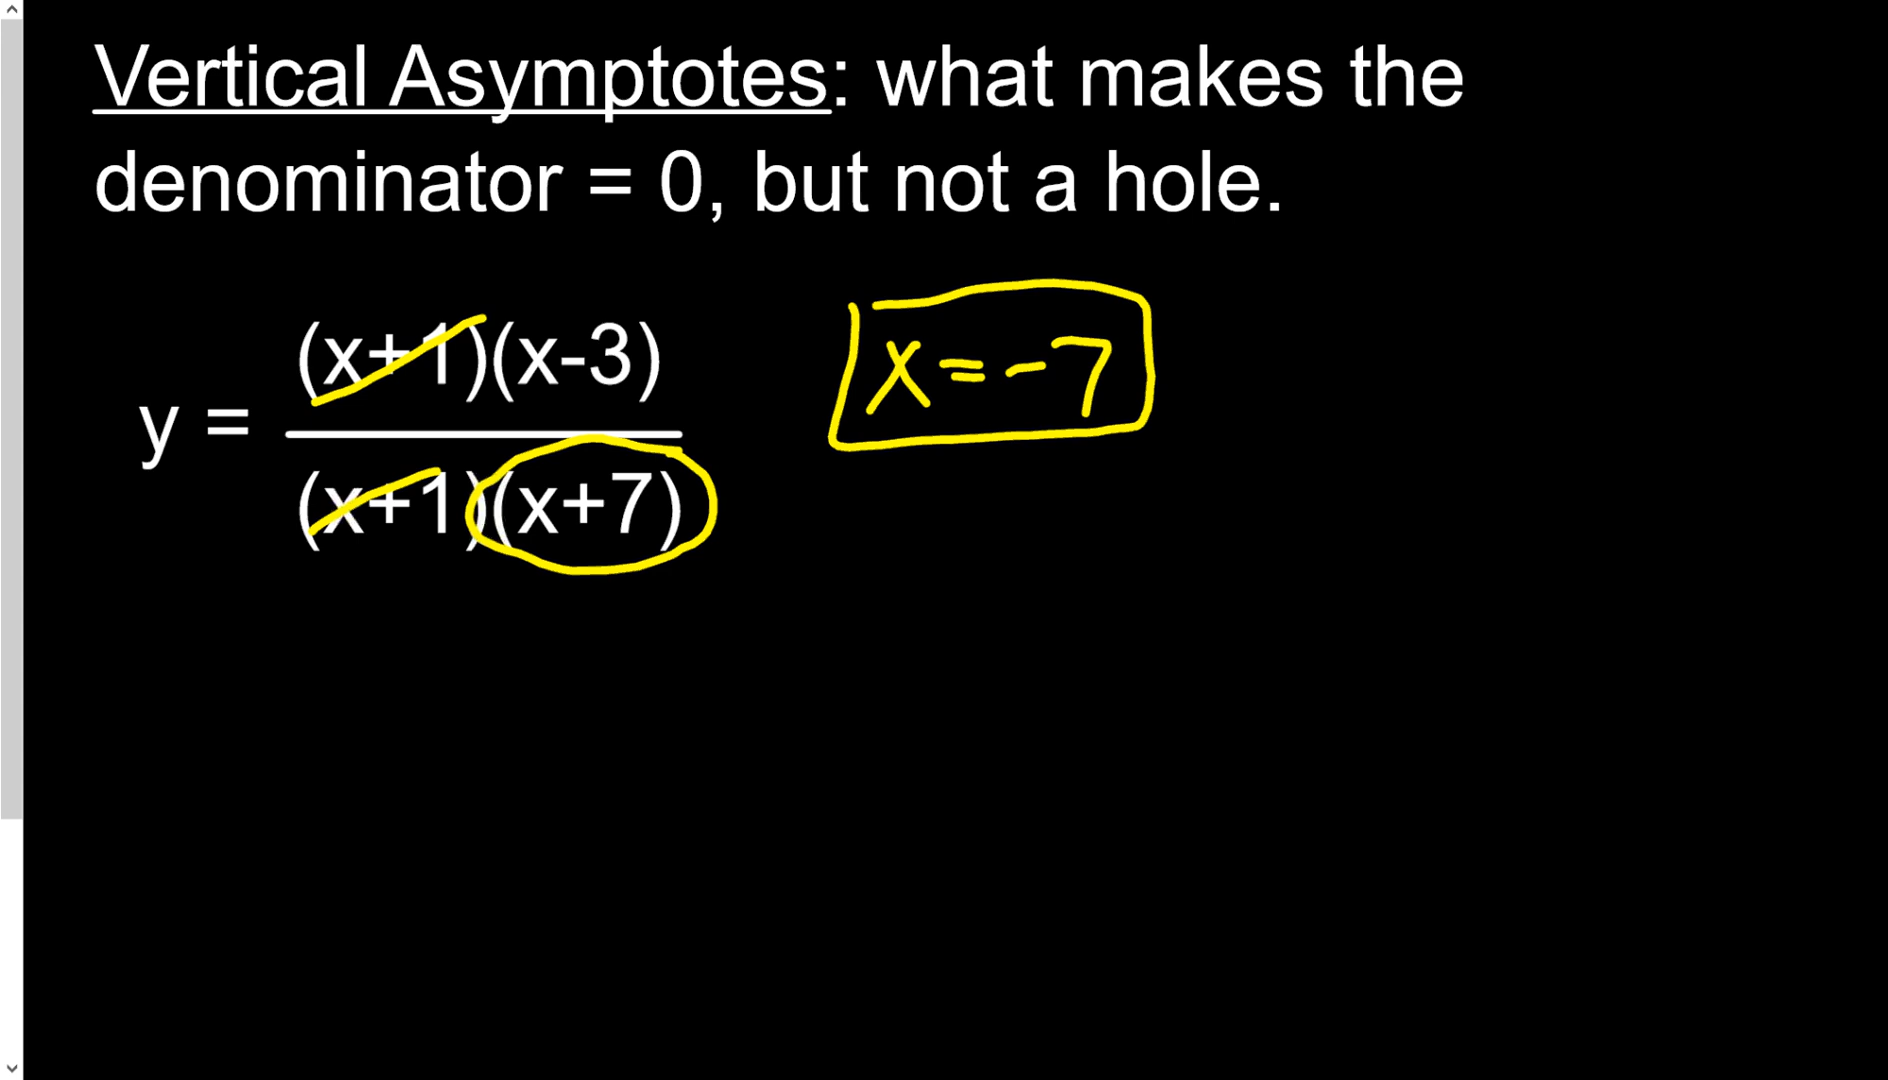 Vertical Asymptotes: what makes the
denominator = 0, but not a hole.
(x+1)(x-3)
y =
(x+1)(x+7)
x = -7